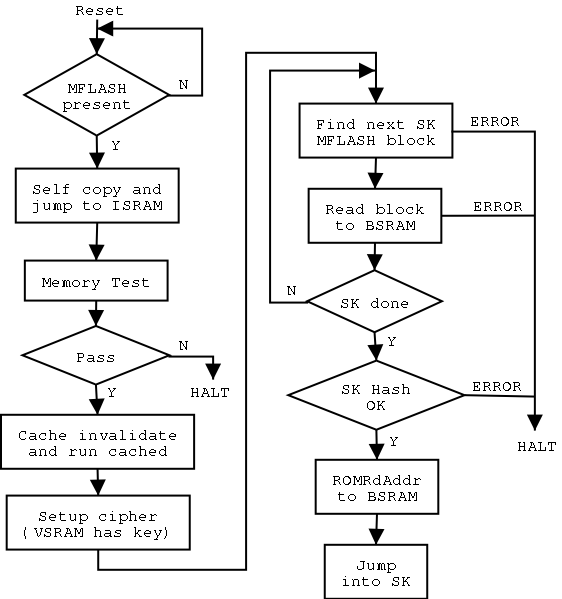 Reset
MFLASH
present
N
Y
Self copy and
jump to ISRAM
Memory Test
Pass
N
HALT
Y
Cache invalidate
and run cached
Setup cipher
( VSRAM has key)
Find next SK
MFLASH block
ERROR
Read block
to BSRAM
ERROR
N
SK done
Y
SK Hash
OK
ERROR
HALT
Y
ROMRdAddr
to BSRAM
Jump
into SK